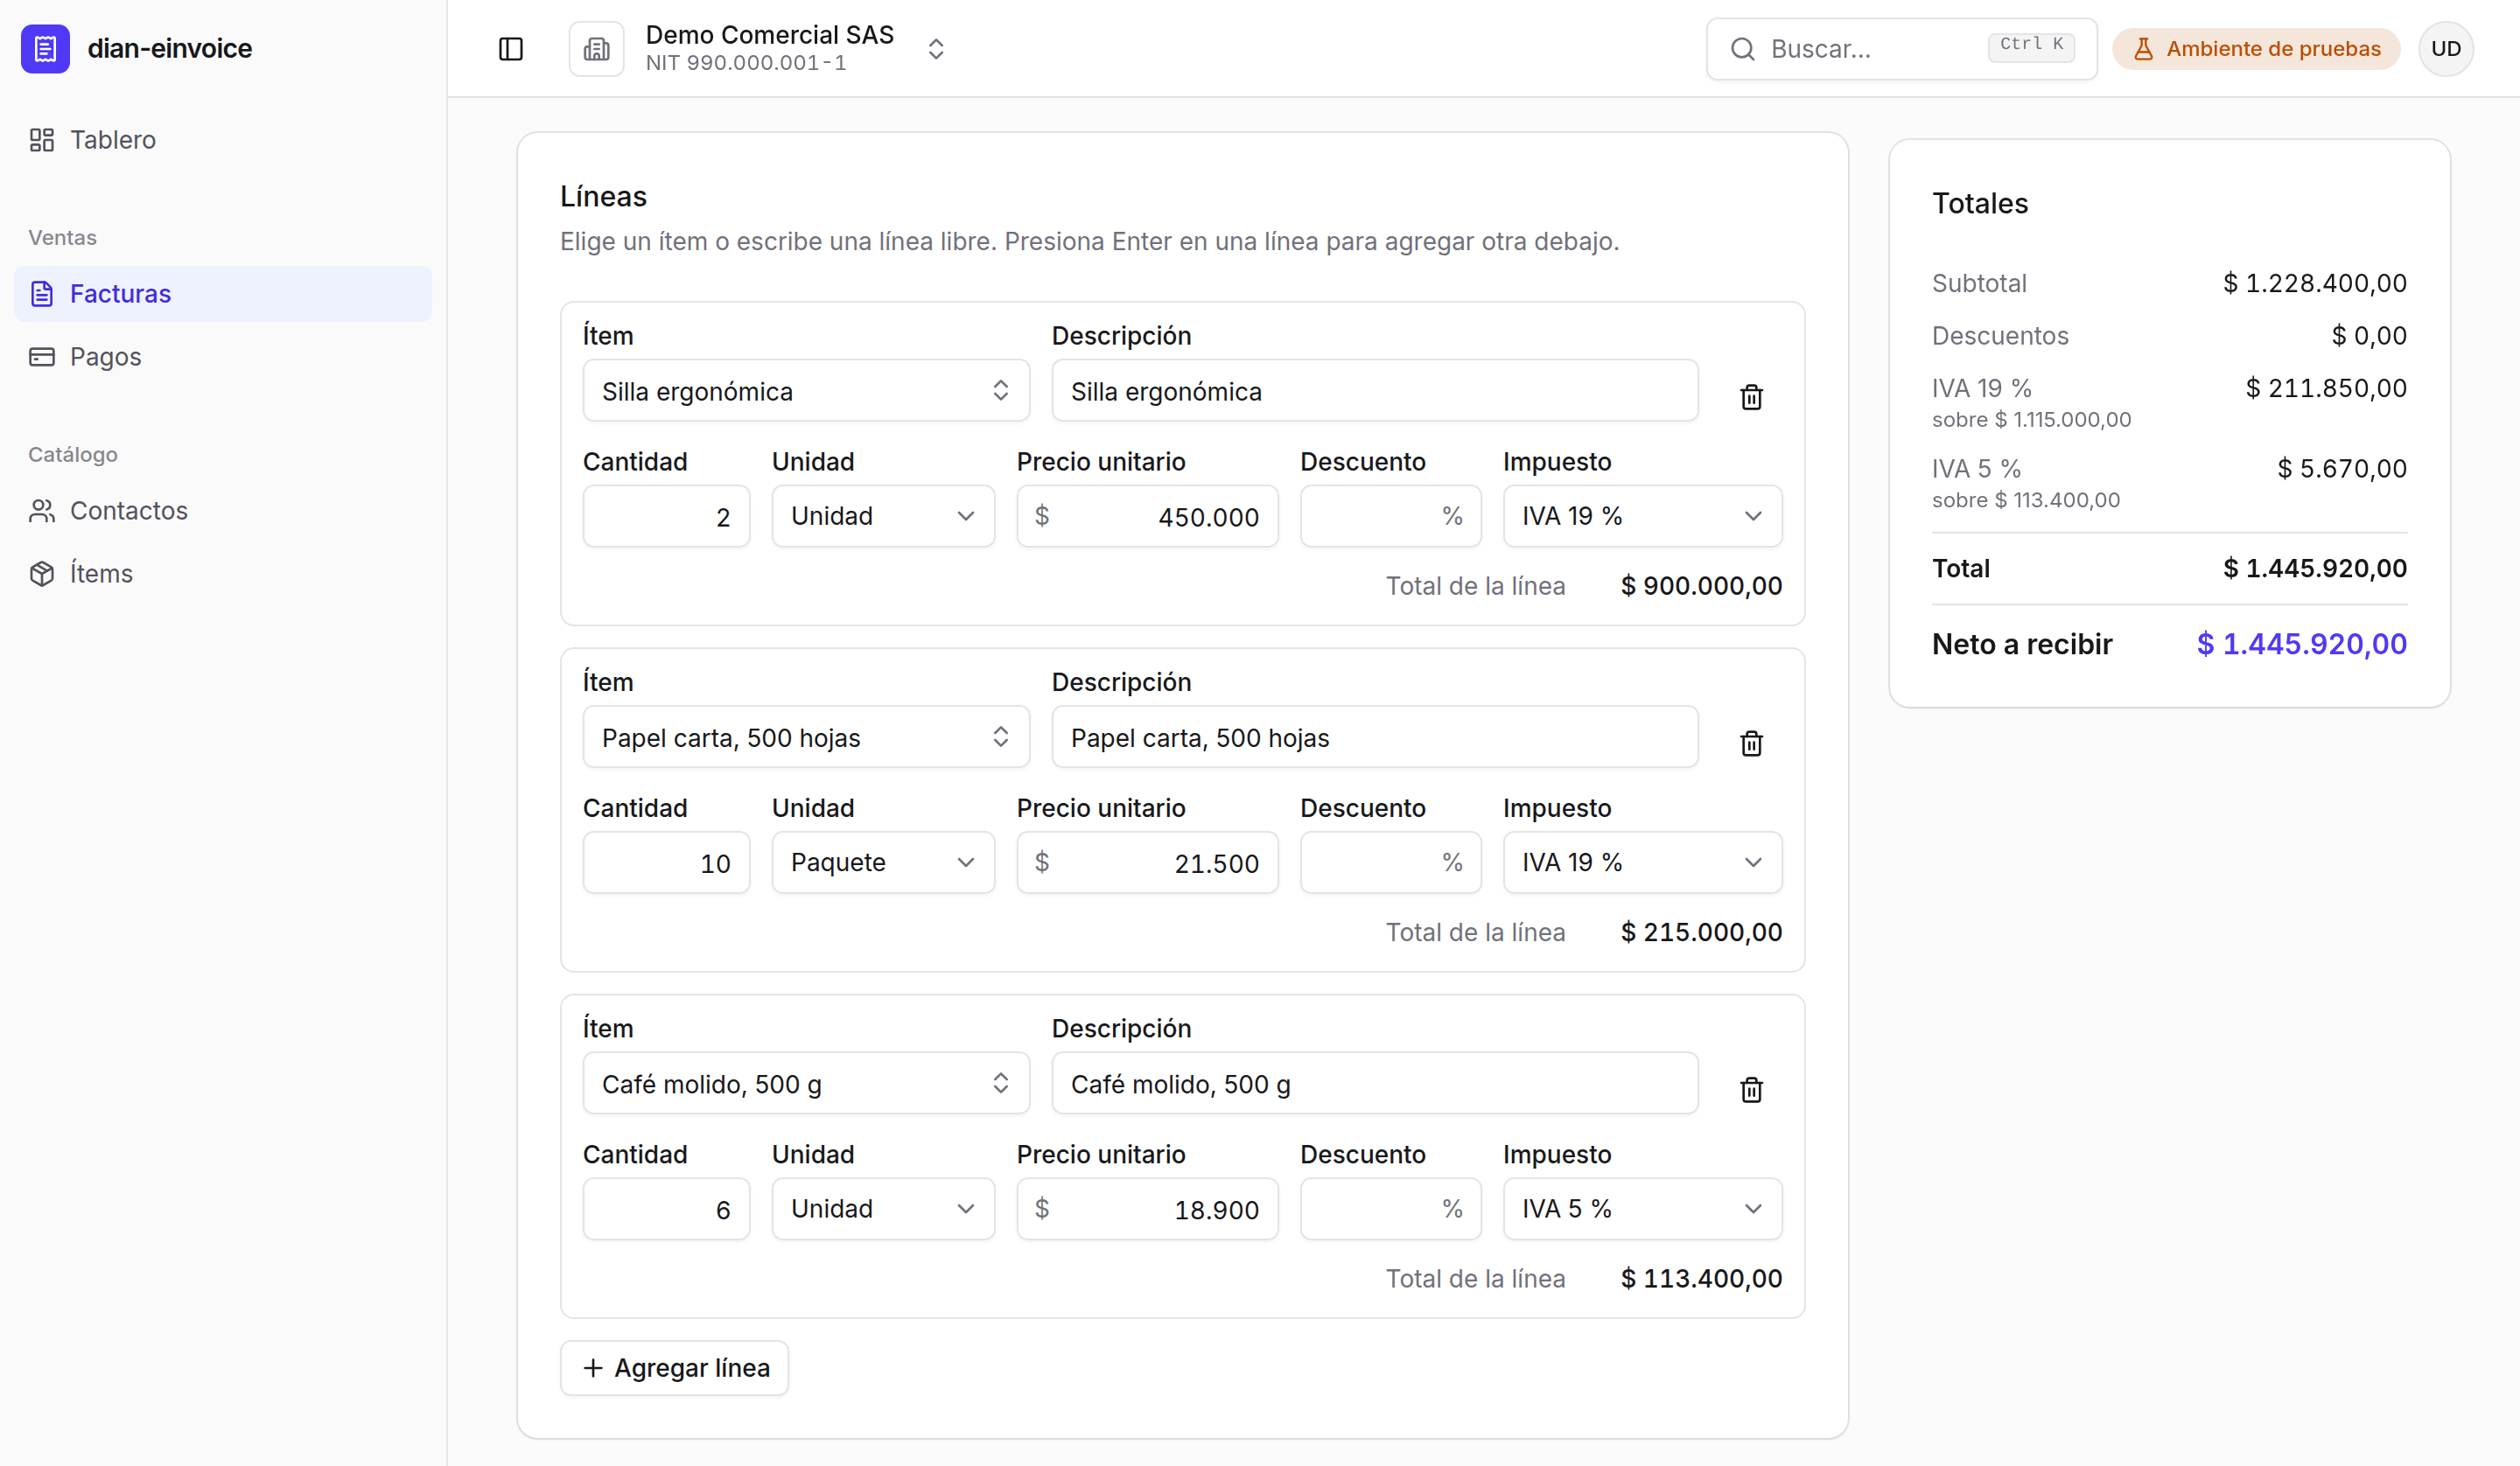 dian-einvoice
Tablero
Ventas
Facturas
Pagos
Catálogo
Contactos
Ítems
Demo Comercial SAS
NIT 990.000.001-1
Buscar...
Ctrl K
Ambiente de pruebas
UD
Líneas
Elige un ítem o escribe una línea libre. Presiona Enter en una línea para agregar otra debajo.
Ítem Descripción
Silla ergonómica Silla ergonómica
Cantidad Unidad Precio unitario Descuento Impuesto
2 Unidad $ 450.000 % IVA 19 %
Total de la línea $ 900.000,00
Ítem Descripción
Papel carta, 500 hojas Papel carta, 500 hojas
Cantidad Unidad Precio unitario Descuento Impuesto
10 Paquete $ 21.500 % IVA 19 %
Total de la línea $ 215.000,00
Ítem Descripción
Café molido, 500 g Café molido, 500 g
Cantidad Unidad Precio unitario Descuento Impuesto
6 Unidad $ 18.900 % IVA 5 %
Total de la línea $ 113.400,00
Agregar línea
Totales
Subtotal $ 1.228.400,00
Descuentos $ 0,00
IVA 19 % $ 211.850,00
sobre $ 1.115.000,00
IVA 5 % $ 5.670,00
sobre $ 113.400,00
Total $ 1.445.920,00
Neto a recibir $ 1.445.920,00